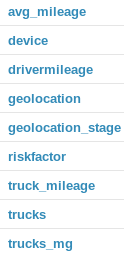 avg_mileage
device
drivermileage
geolocation
geolocation_stage
riskfactor
truck_mileage
trucks
trucks_mg